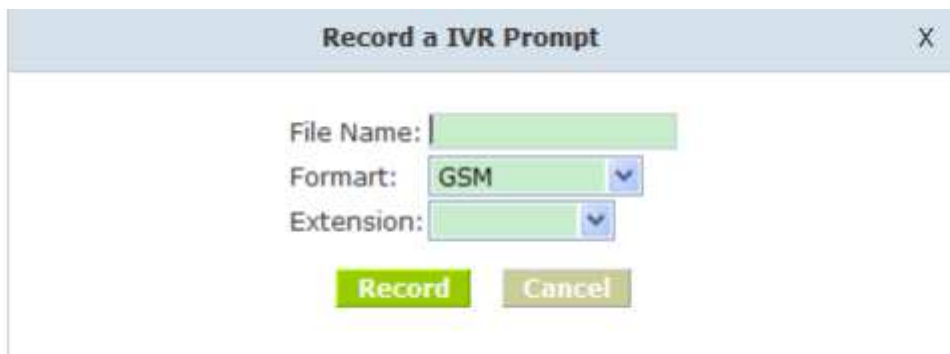 Record a IVR Prompt X
File Name:
Formart: GSM
Extension:
Record Cancel